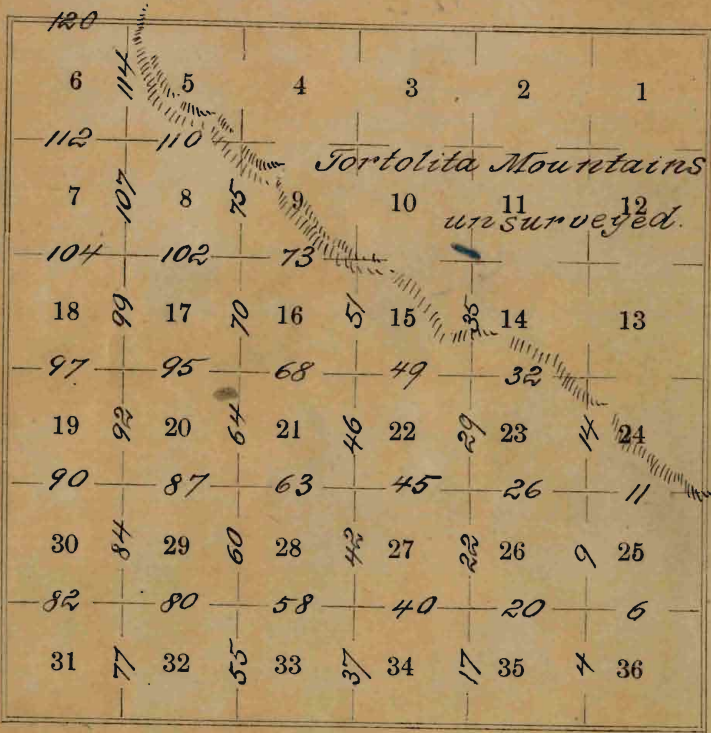 120
6 114 5 4 3 2 1
112 110
Tortolita Mountains
7 107 8 75 9 10 11 12
unsurveyed.
104 102 73
18 99 17 70 16 51 15 35 14 13
97 95 68 49 32
19 92 20 64 21 46 22 29 23 14 24
90 87 63 45 26 11
30 84 29 60 28 42 27 22 26 9 25
82 80 58 40 20 6
31 77 32 55 33 37 34 17 35 4 36